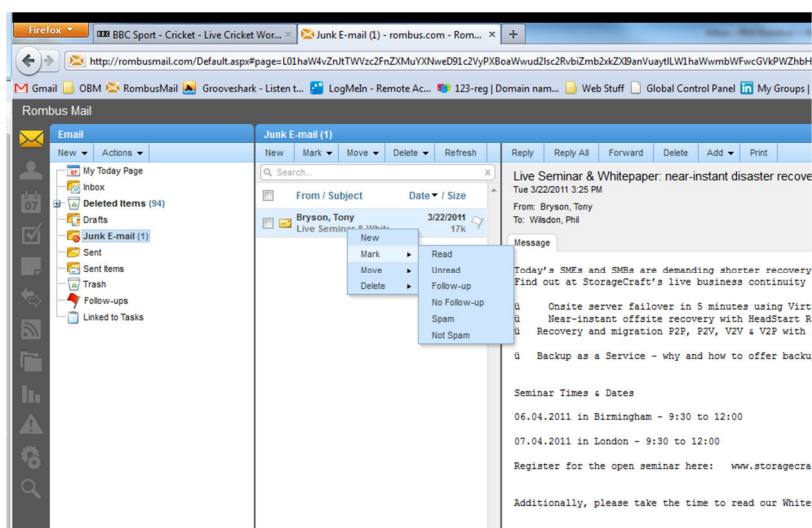 Firefox
BBC Sport - Cricket - Live Cricket Wor...
Junk E-mail (1) - rombus.com - Rom...
http://rombusmail.com/Default.aspx#page=
Gmail OBM RombusMail Grooveshark - Listen t... LogMeIn - Remote Ac... 123-reg | Domain nam... Web Stuff Global Control Panel My Groups |
Rombus Mail
Email
New Actions
My Today Page
Inbox
Deleted Items (94)
Drafts
Junk E-mail (1)
Sent
Sent Items
Trash
Follow-ups
Linked to Tasks
07
Junk E-mail (1)
New Mark Move Delete Refresh
Search... x
From / Subject Date / Size
Bryson, Tony 3/22/2011
Live Seminar & White 17k
New
Mark
Move
Delete
Read
Unread
Follow-up
No Follow-up
Spam
Not Spam
Reply Reply All Forward Delete Add Print
Live Seminar & Whitepaper: near-instant disaster recove
Tue 3/22/2011 3:25 PM
From: Bryson, Tony
To: Wilsdon, Phil
Message
Today's SMEs and SMBs are demanding shorter recovery
Find out at StorageCraft's live business continuity
ü Onsite server failover in 5 minutes using Virt
ü Near-instant offsite recovery with HeadStart R
ü Recovery and migration P2P, P2V, V2V & V2P with
ü Backup as a Service - why and how to offer backu
Seminar Times & Dates
06.04.2011 in Birmingham - 9:30 to 12:00
07.04.2011 in London - 9:30 to 12:00
Register for the open seminar here: www.storagecra
Additionally, please take the time to read our White